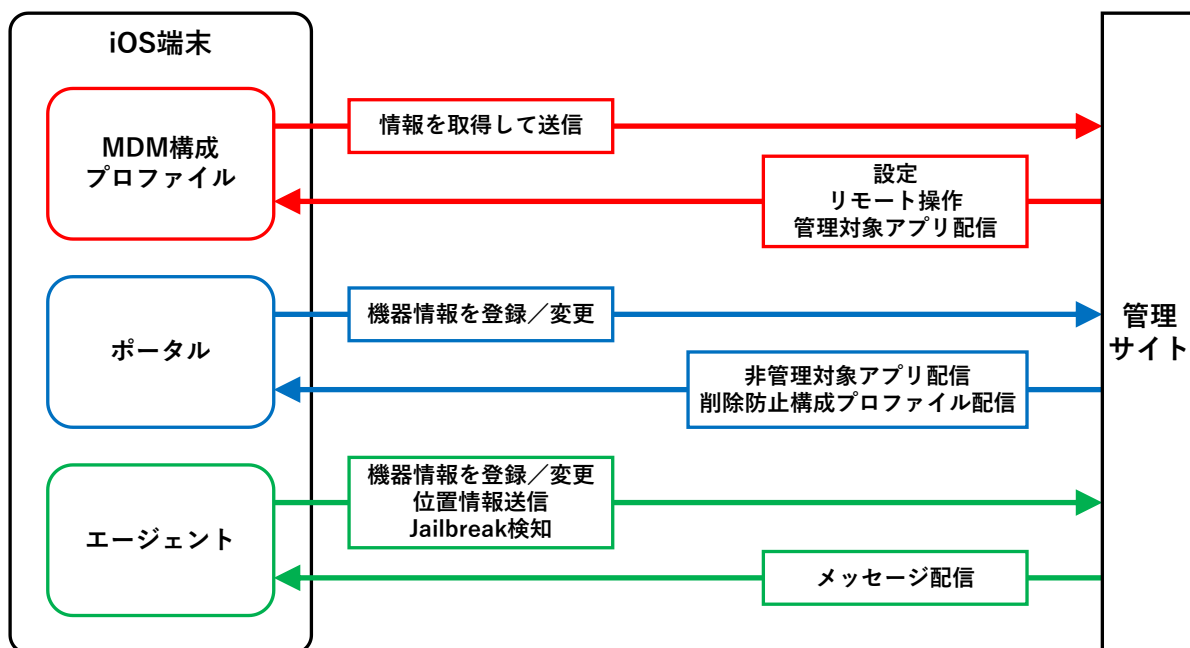 iOS端末
MDM構成
プロファイル
情報を取得して送信
設定
リモート操作
管理対象アプリ配信
ポータル
機器情報を登録／変更
非管理対象アプリ配信
削除防止構成プロファイル配信
エージェント
機器情報を登録／変更
位置情報送信
Jailbreak検知
メッセージ配信
管理
サイト